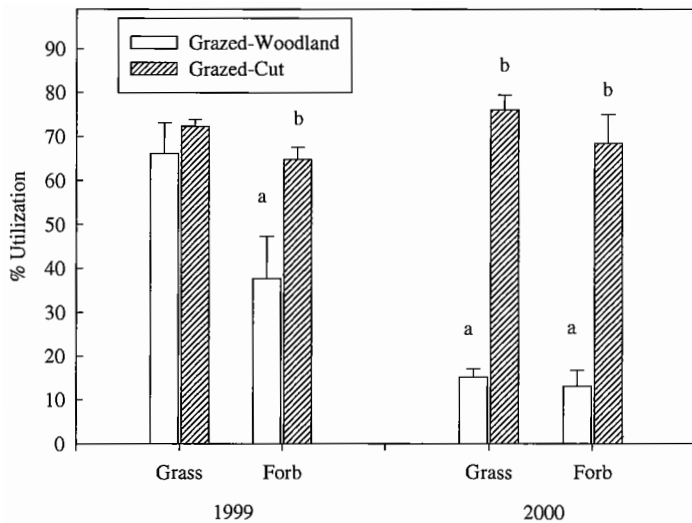 Grazed-Woodland
Grazed-Cut
% Utilization
90
80
70
60
50
40
30
20
10
0
b
a
b
b
a
a
Grass Forb Grass Forb
1999 2000